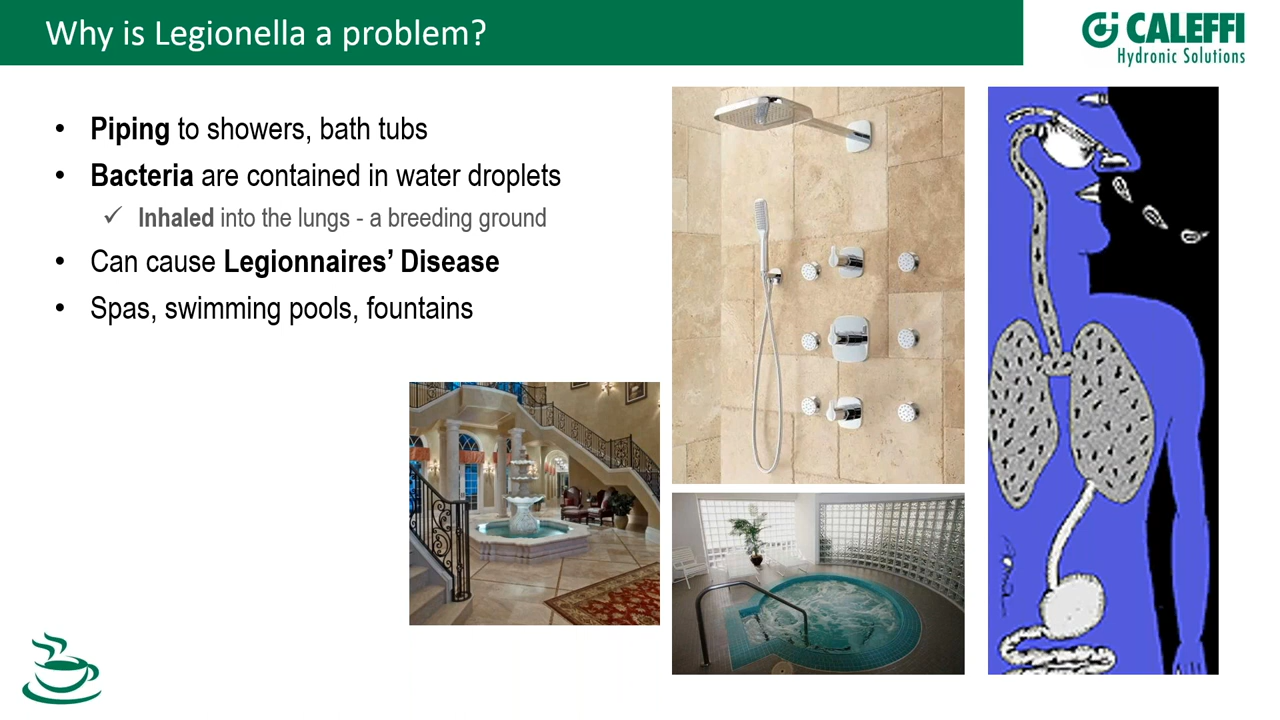 Why is Legionella a problem?
CALEFFI
Hydronic Solutions
• Piping to showers, bath tubs
• Bacteria are contained in water droplets
✓ Inhaled into the lungs - a breeding ground
• Can cause Legionnaires’ Disease
• Spas, swimming pools, fountains